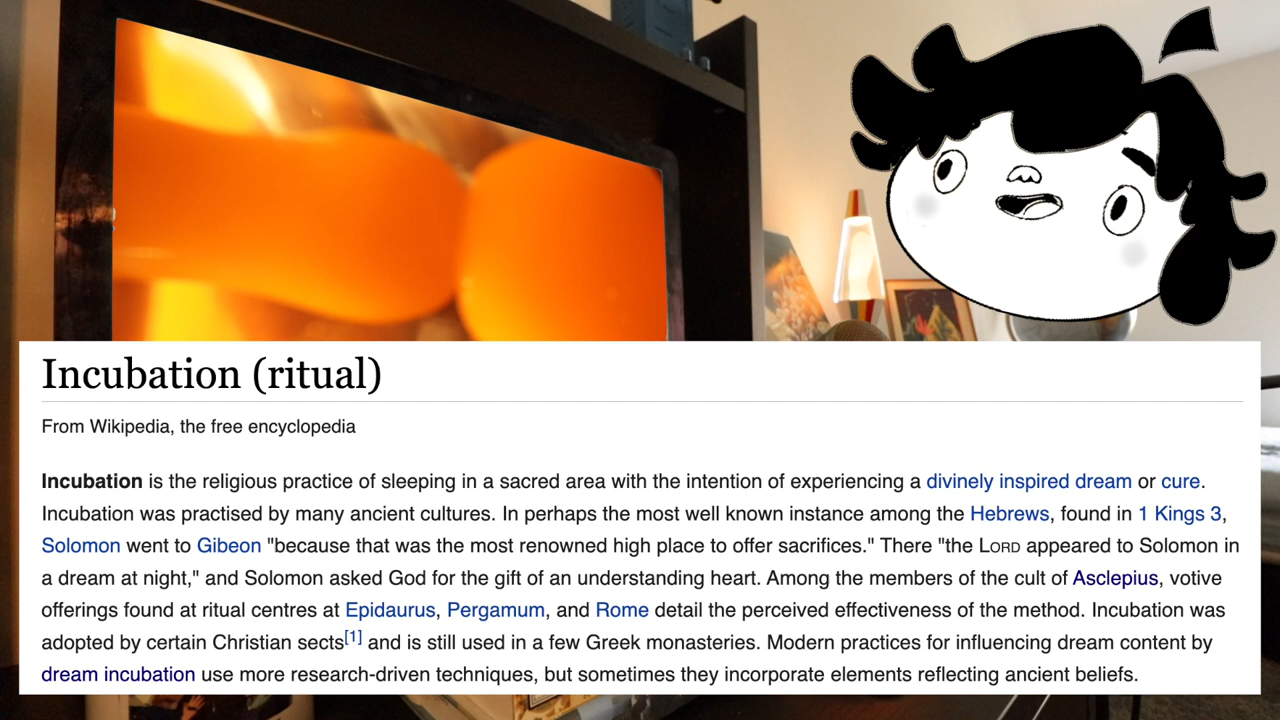 Incubation (ritual)
From Wikipedia, the free encyclopedia
Incubation is the religious practice of sleeping in a sacred area with the intention of experiencing a divinely inspired dream or cure.
Incubation was practised by many ancient cultures. In perhaps the most well known instance among the Hebrews, found in 1 Kings 3,
Solomon went to Gibeon "because that was the most renowned high place to offer sacrifices." There "the LORD appeared to Solomon in
a dream at night," and Solomon asked God for the gift of an understanding heart. Among the members of the cult of Asclepius, votive
offerings found at ritual centres at Epidaurus, Pergamum, and Rome detail the perceived effectiveness of the method. Incubation was
adopted by certain Christian sects[1] and is still used in a few Greek monasteries. Modern practices for influencing dream content by
dream incubation use more research-driven techniques, but sometimes they incorporate elements reflecting ancient beliefs.